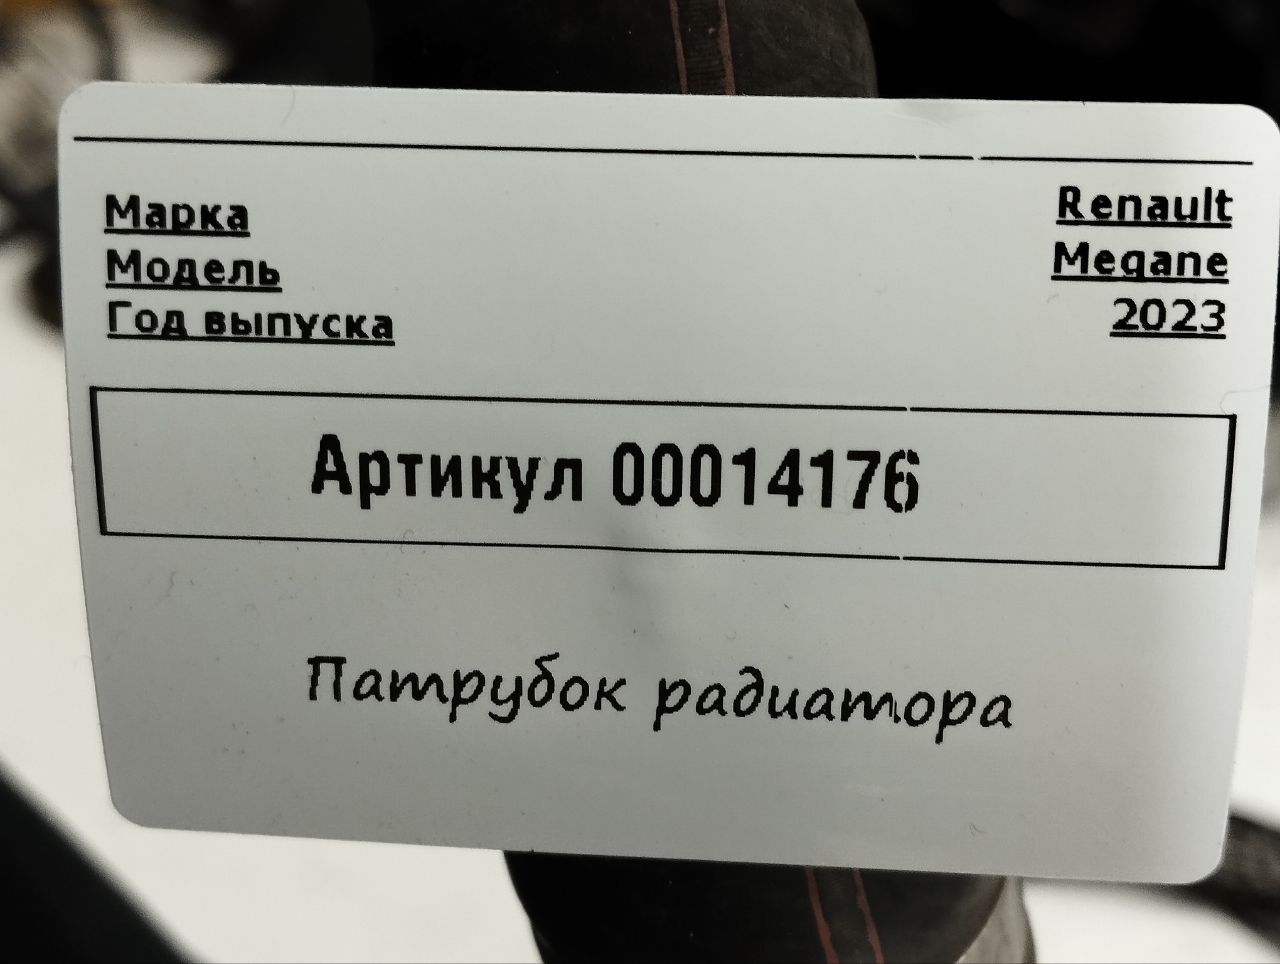 Марка Renault
Модель Megane
Год выпуска 2023
Артикул 00014176
Патрубок радиатора